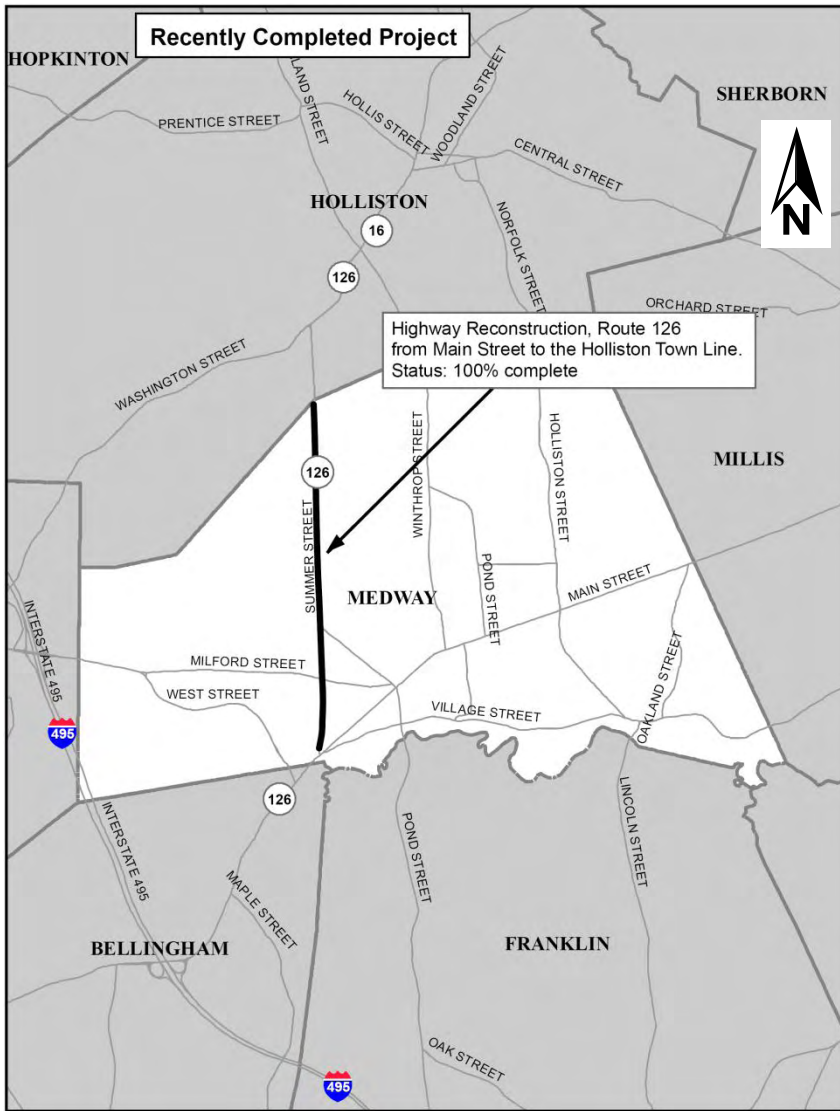 Recently Completed Project
HOPKINTON
LAND STREET
HOLLIS STREET
WOODLAND STREET
SHERBORN
PRENTICE STREET
CENTRAL STREET
N
HOLLISTON
16
NORFOLK STREET
126
ORCHARD STREET
Highway Reconstruction, Route 126
from Main Street to the Holliston Town Line.
Status: 100% complete
WASHINGTON STREET
126
WINTHROP STREET
HOLLISTON STREET
MILLIS
SUMMER STREET
POND STREET
MAIN STREET
MEDWAY
INTERSTATE 495
MILFORD STREET
WEST STREET
OAKLAND STREET
VILLAGE STREET
495
126
INTERSTATE 495
POND STREET
LINCOLN STREET
MAPLE STREET
BELLINGHAM
FRANKLIN
OAK STREET
495